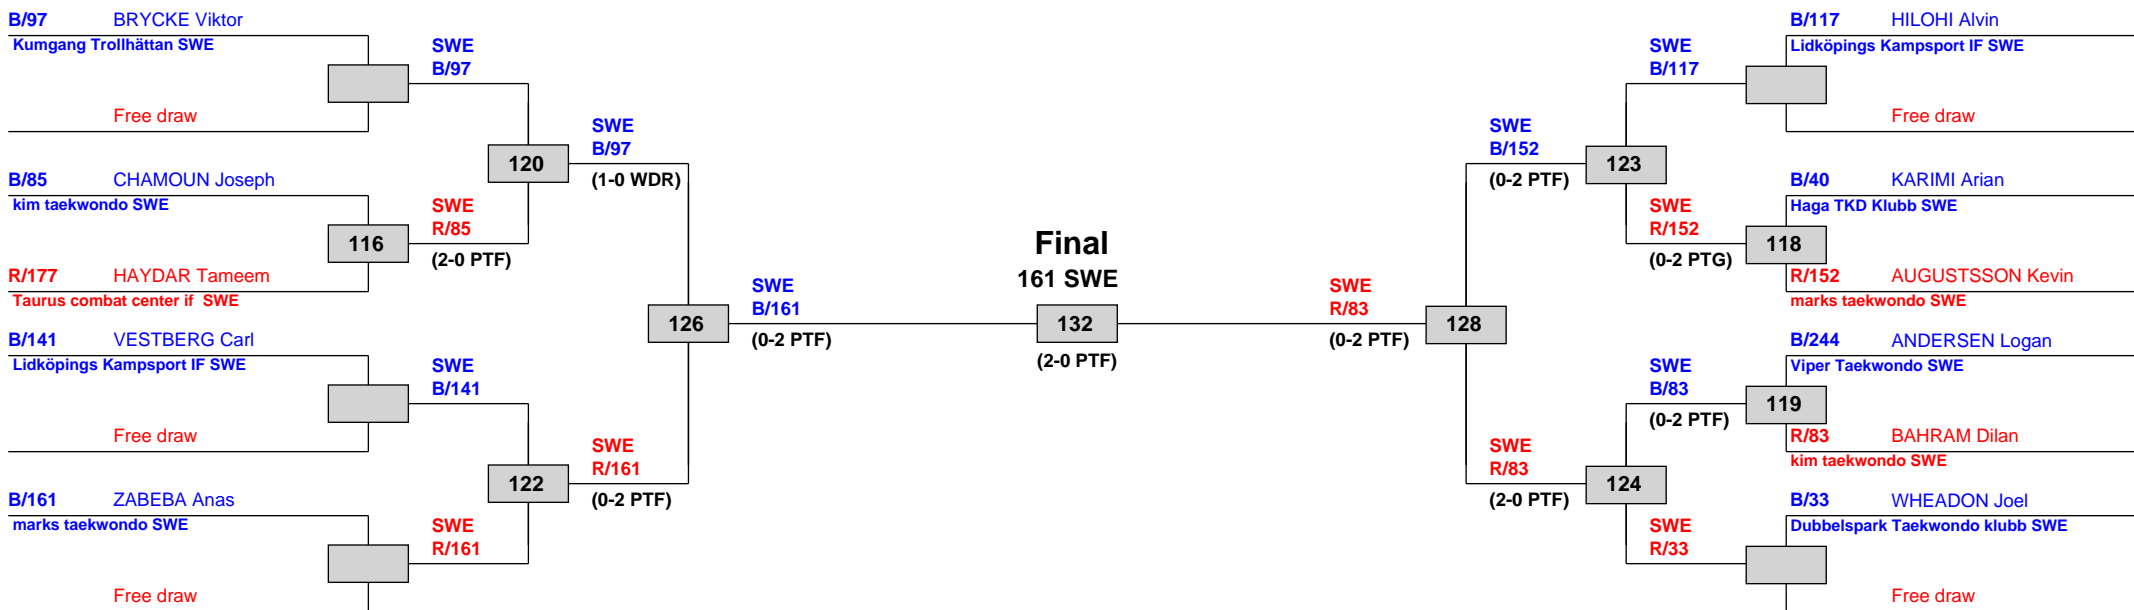 B/97 BRYCKE Viktor
Kumgang Trollhättan SWE
Free draw
B/85 CHAMOUN Joseph
kim taekwondo SWE
R/177 HAYDAR Tameem
Taurus combat center if SWE
B/141 VESTBERG Carl
Lidköpings Kampsport IF SWE
Free draw
B/161 ZABEBA Anas
marks taekwondo SWE
Free draw
SWE
B/97
116
SWE
R/85
(2-0 PTF)
SWE
B/141
SWE
R/161
120
SWE
B/97
(1-0 WDR)
122
SWE
R/161
(0-2 PTF)
126
SWE
B/161
(0-2 PTF)
Final
161 SWE
132
(2-0 PTF)
SWE
R/83
(0-2 PTF)
128
SWE
B/152
(0-2 PTF)
123
SWE
R/83
(2-0 PTF)
124
SWE
B/117
SWE
R/152
(0-2 PTG)
118
SWE
B/83
(0-2 PTF)
119
SWE
R/33
B/117 HILOHI Alvin
Lidköpings Kampsport IF SWE
Free draw
B/40 KARIMI Arian
Haga TKD Klubb SWE
R/152 AUGUSTSSON Kevin
marks taekwondo SWE
B/244 ANDERSEN Logan
Viper Taekwondo SWE
R/83 BAHRAM Dilan
kim taekwondo SWE
B/33 WHEADON Joel
Dubbelspark Taekwondo klubb SWE
Free draw